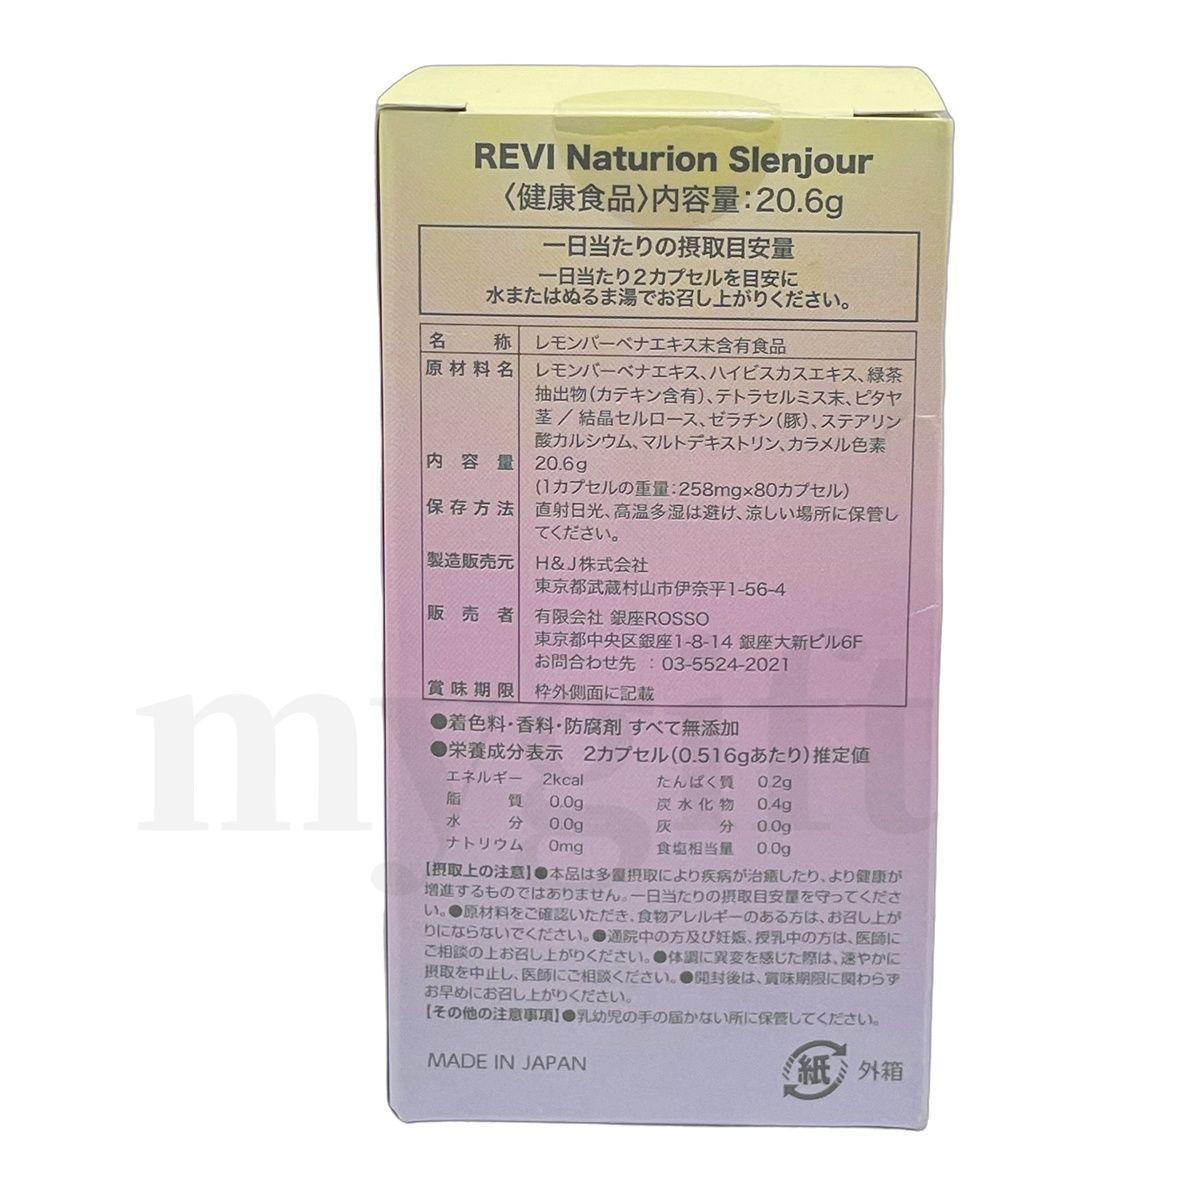 REVI Naturion Slenjour
〈健康食品〉内容量：20.6g
一日当たりの摂取目安量
一日当たり2カプセルを目安に
水またはぬるま湯でお召し上がりください。
名称 レモンバーベナエキス末含有食品
原材料名 レモンバーベナエキス、ハイビスカスエキス、緑茶
抽出物（カテキン含有）、テトラセルミス末、ピタヤ
茎／結晶セルロース、ゼラチン（豚）、ステアリン
酸カルシウム、マルトデキストリン、カラメル色素
内容量 20.6g
（1カプセルの重量：258mg×80カプセル）
保存方法 直射日光、高温多湿は避け、涼しい場所に保管し
てください。
製造販売元 H&J株式会社
東京都武蔵村山市伊奈平1-56-4
販売者 有限会社 銀座ROSSO
東京都中央区銀座1-8-14 銀座大新ビル6F
お問合わせ先 ：03-5524-2021
賞味期限 枠外側面に記載
●着色料・香料・防腐剤 すべて無添加
●栄養成分表示 2カプセル（0.516gあたり）推定値
エネルギー 2kcal たんぱく質 0.2g
脂質 0.0g 炭水化物 0.4g
水分 0.0g 灰分 0.0g
ナトリウム 0mg 食塩相当量 0.0g
【摂取上の注意】●本品は多量摂取により疾病が治癒したり、より健康が
増進するものではありません。一日当たりの摂取目安量を守ってくださ
い。●原材料をご確認いただき、食物アレルギーのある方は、お召し上が
りにならないでください。●通院中の方及び妊娠、授乳中の方は、医師に
ご相談の上お召し上がりください。●体調に異変を感じた際は、速やかに
摂取を中止し、医師にご相談ください。●開封後は、賞味期限に関わらず
お早めにお召し上がりください。
【その他の注意事項】●乳幼児の手の届かない所に保管してください。
MADE IN JAPAN
紙 外箱
mygift